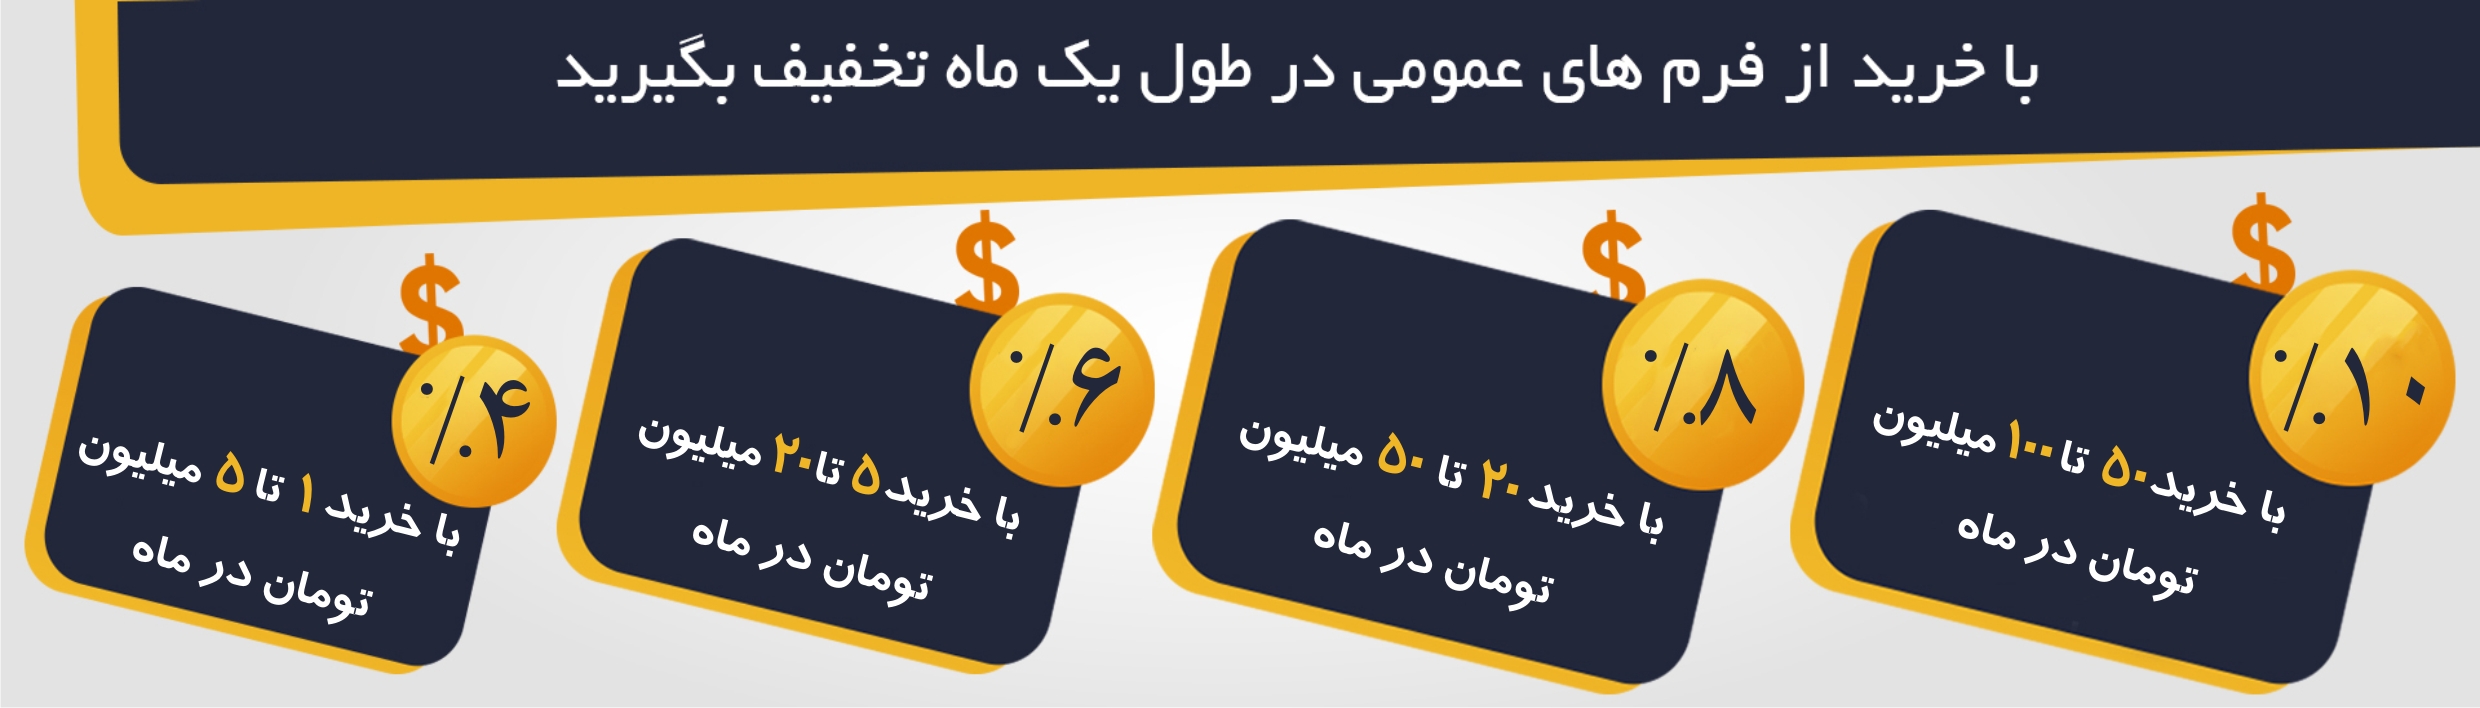 با خرید از فرم های عمومی در طول یک ماه تخفیف بگیرید
$
٪۱۰
با خرید ۵۰ تا ۱۰۰ میلیون
تومان در ماه
$
٪۸
با خرید ۲۰ تا ۵۰ میلیون
تومان در ماه
$
٪۶
با خرید ۵ تا ۲۰ میلیون
تومان در ماه
$
٪۴
با خرید ۱ تا ۵ میلیون
تومان در ماه